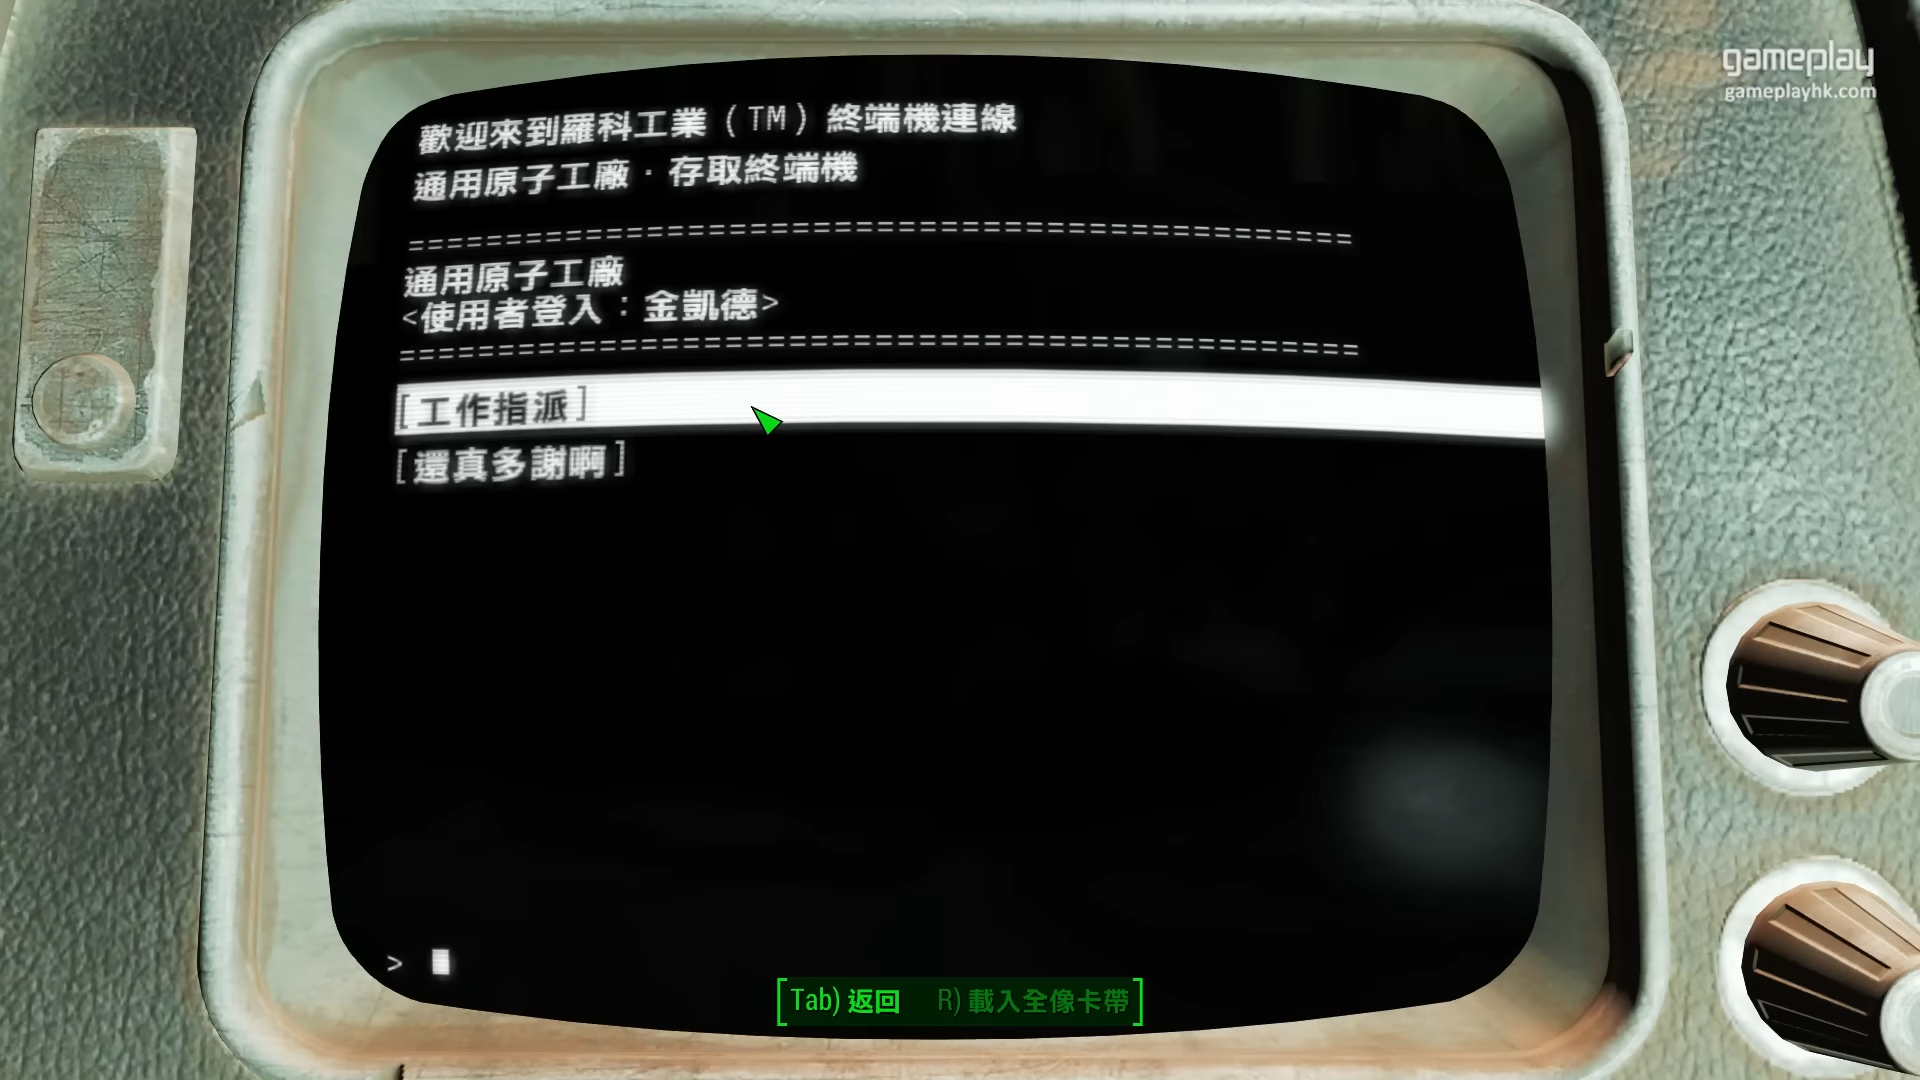 gameplay
gameplayhk.com
歡迎來到羅科工業（TM）終端機連線
通用原子工廠．存取終端機
===============================================
通用原子工廠
<使用者登入：金凱德>
===============================================
[工作指派]
[還真多謝啊]
>
[Tab) 返回 R) 載入全像卡帶]